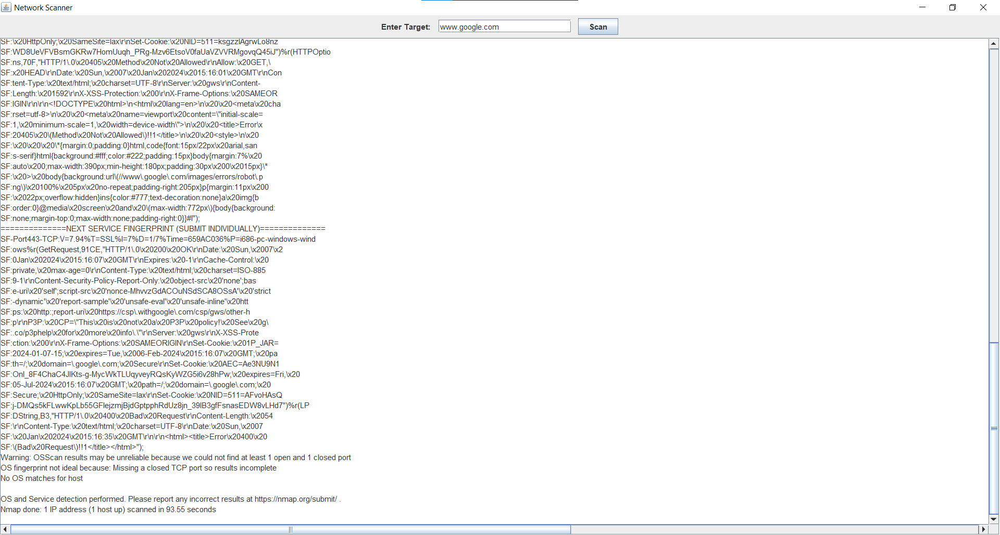 Network Scanner
Enter Target:
www.google.com
Scan
SF:\x20HttpOnly;\x20SameSite=lax\r\nSet-Cookie:\x20NID=511=ksgzzIAgrwLo8nz
SF:WD8UeVFVBsmGKRw7HomUuqh_PRg-Mzv6EtsoV0faUaVZVVRMgovqQ45iJ")%r(HTTPOptio
SF:ns,70F,"HTTP/1\.0\x20405\x20Method\x20Not\x20Allowed\r\nAllow:\x20GET,\
SF:x20HEAD\r\nDate:\x20Sun,\x2007\x20Jan\x202024\x2015:16:01\x20GMT\r\nCon
SF:tent-Type:\x20text/html;\x20charset=UTF-8\r\nServer:\x20gws\r\nContent-
SF:Length:\x201592\r\nX-XSS-Protection:\x200\r\nX-Frame-Options:\x20SAMEOR
SF:IGIN\r\n\r\n<!DOCTYPE\x20html>\n<html\x20lang=en>\n\x20\x20<meta\x20cha
SF:rset=utf-8>\n\x20\x20<meta\x20name=viewport\x20content=\"initial-scale=
SF:1,\x20minimum-scale=1,\x20width=device-width\">\n\x20\x20<title>Error\x
SF:20405\x20\(Method\x20Not\x20Allowed\)!!1</title>\n\x20\x20<style>\n\x20
SF:\x20\x20\x20\*{margin:0;padding:0}html,code{font:15px/22px\x20arial,san
SF:s-serif}html{background:#fff;color:#222;padding:15px}body{margin:7%\x20
SF:auto\x200;max-width:390px;min-height:180px;padding:30px\x200\x2015px}\*
SF:\x20>\x20body{background:url\(//www\.google\.com/images/errors/robot\.p
SF:ng\)\x20100%\x205px\x20no-repeat;padding-right:205px}p{margin:11px\x200
SF:\x2022px;overflow:hidden}ins{color:#777;text-decoration:none}a\x20img{b
SF:order:0}@media\x20screen\x20and\x20\(max-width:772px\){body{background:
SF:none;margin-top:0;max-width:none;padding-right:0}}#l");
==============NEXT SERVICE FINGERPRINT (SUBMIT INDIVIDUALLY)==============
SF-Port443-TCP:V=7.94%T=SSL%I=7%D=1/7%Time=659AC036%P=i686-pc-windows-wind
SF:ows%r(GetRequest,91CE,"HTTP/1\.0\x20200\x20OK\r\nDate:\x20Sun,\x2007\x2
SF:0Jan\x202024\x2015:16:07\x20GMT\r\nExpires:\x20-1\r\nCache-Control:\x20
SF:private,\x20max-age=0\r\nContent-Type:\x20text/html;\x20charset=ISO-885
SF:9-1\r\nContent-Security-Policy-Report-Only:\x20object-src\x20'none';bas
SF:e-uri\x20'self';script-src\x20'nonce-MhvvzGdACOuNSdSCA8OSsA'\x20'strict
SF:-dynamic'\x20'report-sample'\x20'unsafe-eval'\x20'unsafe-inline'\x20htt
SF:ps:\x20http:;report-uri\x20https://csp\.withgoogle\.com/csp/gws/other-h
SF:p\r\nP3P:\x20CP=\"This\x20is\x20not\x20a\x20P3P\x20policy!\x20See\x20g\
SF:.co/p3phelp\x20for\x20more\x20info\.\"\r\nServer:\x20gws\r\nX-XSS-Prote
SF:ction:\x200\r\nX-Frame-Options:\x20SAMEORIGIN\r\nSet-Cookie:\x201P_JAR=
SF:2024-01-07-15;\x20expires=Tue,\x2006-Feb-2024\x2015:16:07\x20GMT;\x20pa
SF:th=/;\x20domain=\.google\.com;\x20Secure\r\nSet-Cookie:\x20AEC=Ae3NU9N1
SF:OnI_8F4ChaC4JlKts-g-MycWkTLUqyveyRQsKyWZG5i6v28hPw;\x20expires=Fri,\x20
SF:05-Jul-2024\x2015:16:07\x20GMT;\x20path=/;\x20domain=\.google\.com;\x20
SF:Secure;\x20HttpOnly;\x20SameSite=lax\r\nSet-Cookie:\x20NID=511=AFvoHAsQ
SF:j-DMQs5kFLwwKpLb55GFlejzmjBjdGptpphRdUz8jn_39lB3gfFsnasEDW8vLHd7")%r(LP
SF:DString,B3,"HTTP/1\.0\x20400\x20Bad\x20Request\r\nContent-Length:\x2054
SF:\r\nContent-Type:\x20text/html;\x20charset=UTF-8\r\nDate:\x20Sun,\x2007
SF:\x20Jan\x202024\x2015:16:35\x20GMT\r\n\r\n<html><title>Error\x20400\x20
SF:\(Bad\x20Request\)!!1</title></html>");
Warning: OSScan results may be unreliable because we could not find at least 1 open and 1 closed port
OS fingerprint not ideal because: Missing a closed TCP port so results incomplete
No OS matches for host
OS and Service detection performed. Please report any incorrect results at https://nmap.org/submit/ .
Nmap done: 1 IP address (1 host up) scanned in 93.55 seconds